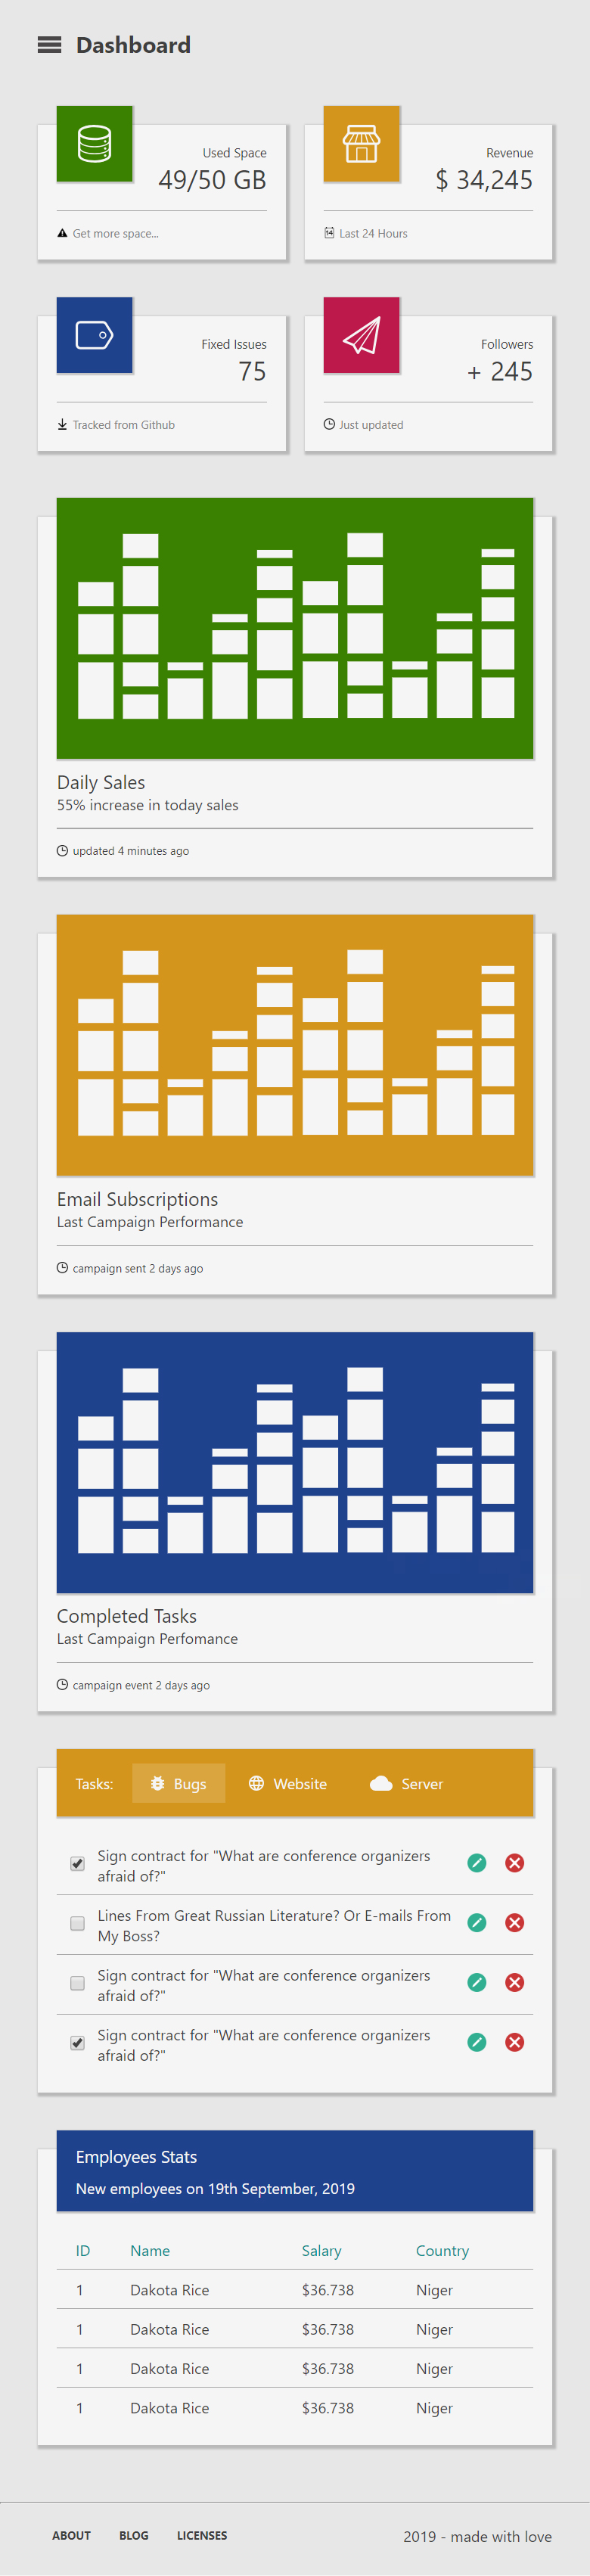 Dashboard
Used Space
49/50 GB
Get more space...
Revenue
$ 34,245
14
Last 24 Hours
Fixed Issues
75
Tracked from Github
Followers
+ 245
Just updated
Daily Sales
55% increase in today sales
updated 4 minutes ago
Email Subscriptions
Last Campaign Performance
campaign sent 2 days ago
Completed Tasks
Last Campaign Perfomance
campaign event 2 days ago
Tasks: Bugs Website Server
Sign contract for "What are conference organizers
afraid of?"
Lines From Great Russian Literature? Or E-mails From
My Boss?
Sign contract for "What are conference organizers
afraid of?"
Sign contract for "What are conference organizers
afraid of?"
Employees Stats
New employees on 19th September, 2019
ID Name Salary Country
1 Dakota Rice $36.738 Niger
1 Dakota Rice $36.738 Niger
1 Dakota Rice $36.738 Niger
1 Dakota Rice $36.738 Niger
ABOUT BLOG LICENSES 2019 - made with love